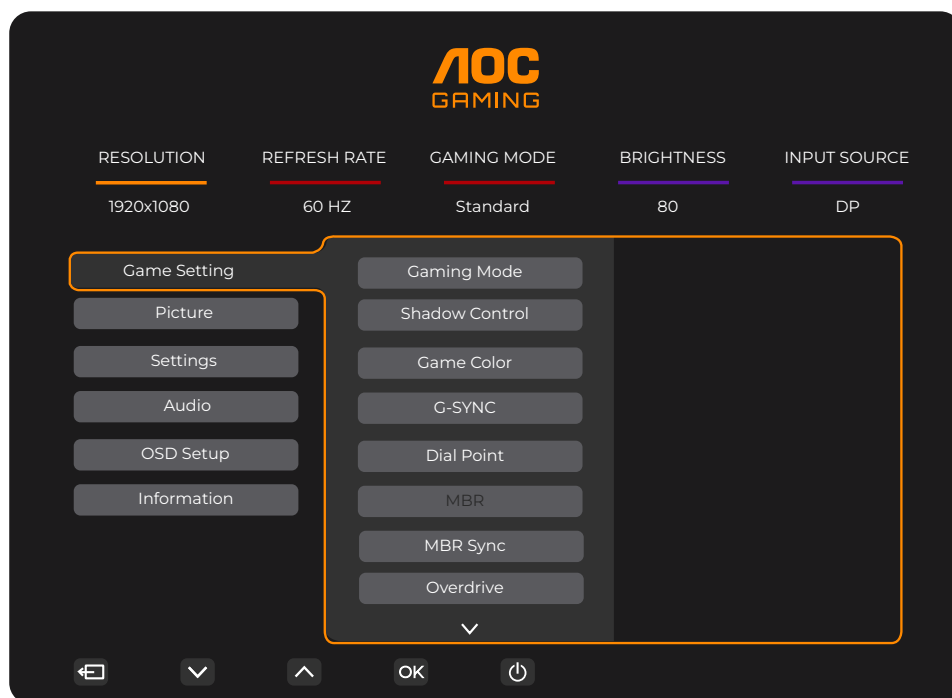 AOC
GAMING
RESOLUTION REFRESH RATE GAMING MODE BRIGHTNESS INPUT SOURCE
1920x1080 60 HZ Standard 80 DP
Game Setting
Picture
Settings
Audio
OSD Setup
Information
Gaming Mode
Shadow Control
Game Color
G-SYNC
Dial Point
MBR
MBR Sync
Overdrive
OK